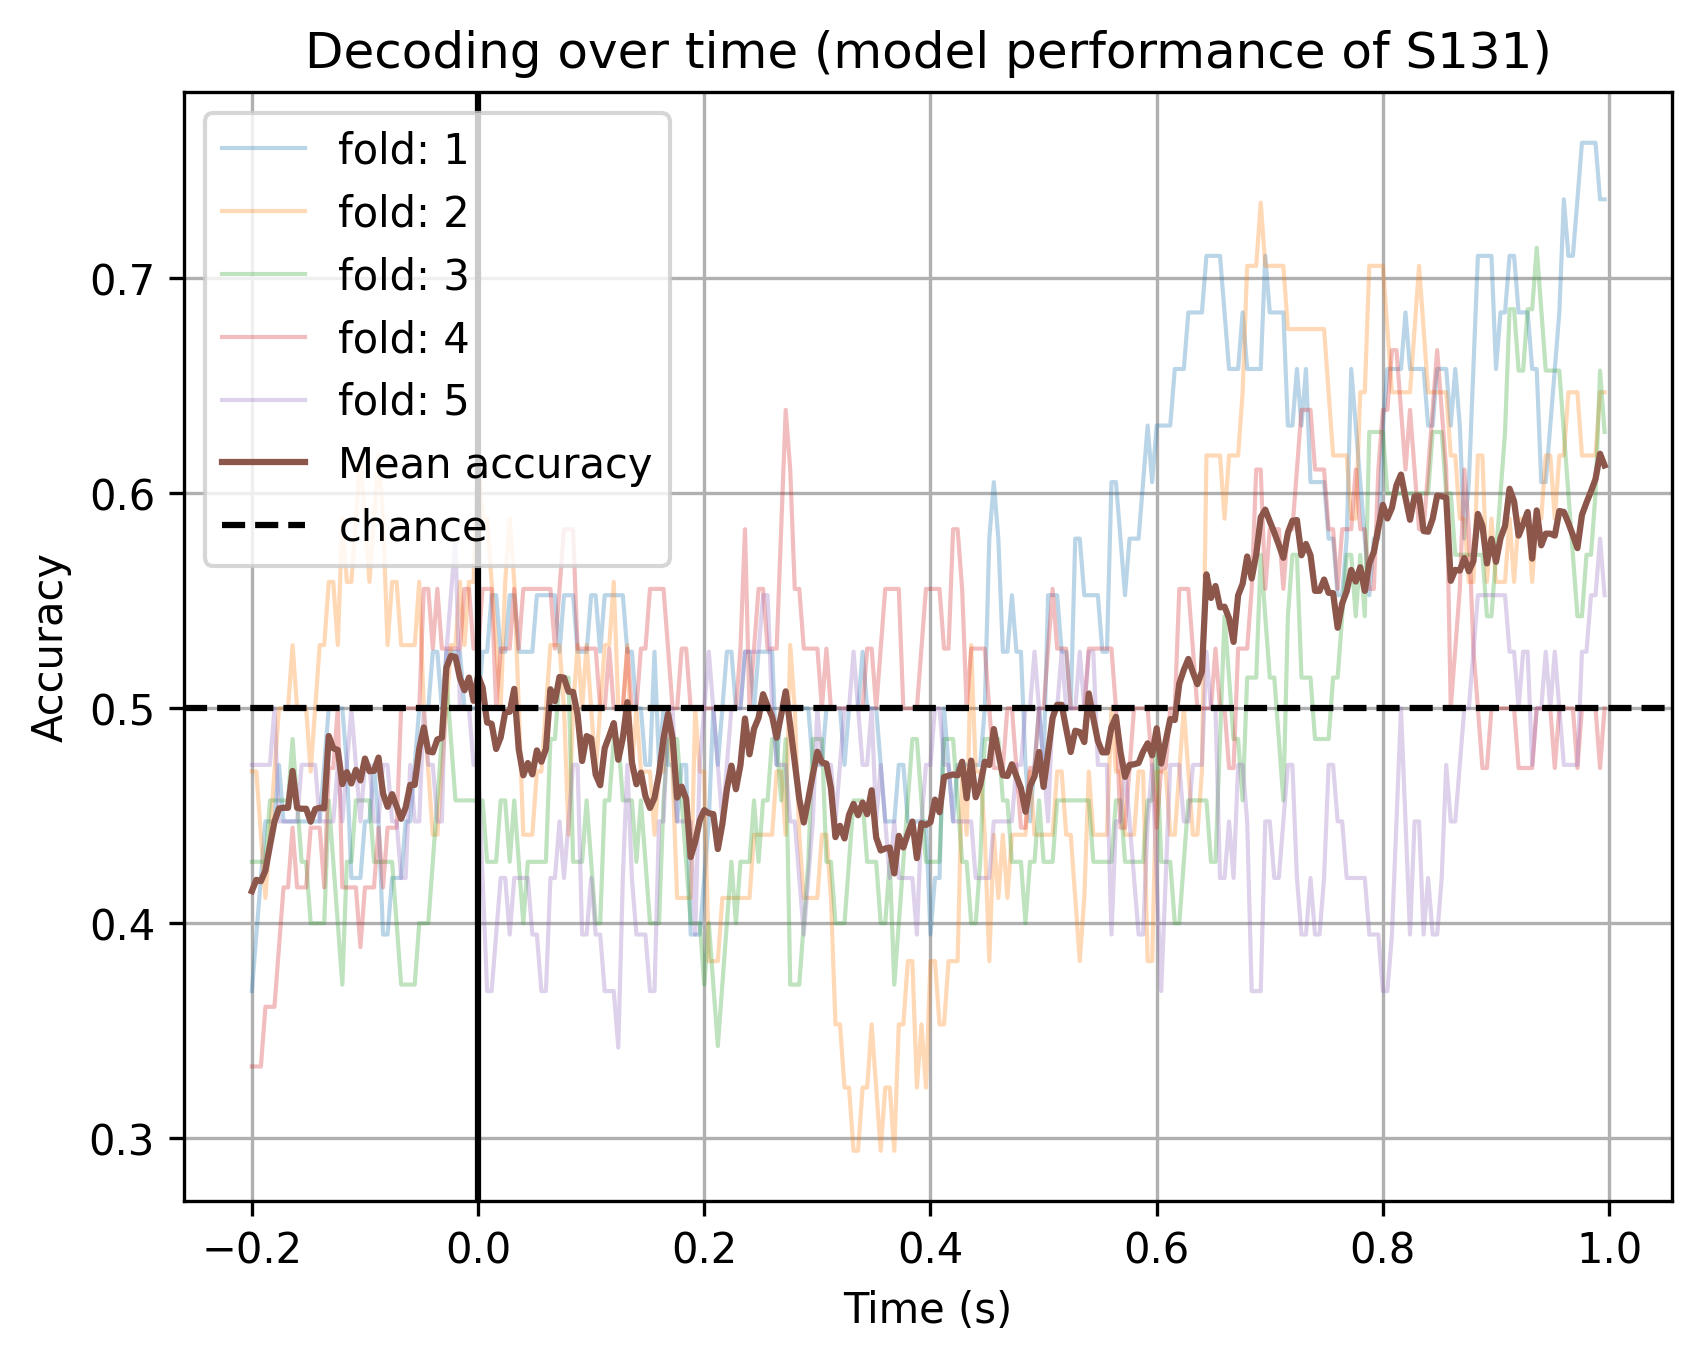 Decoding over time (model performance of S131)
fold: 1
fold: 2
fold: 3
fold: 4
fold: 5
Mean accuracy
chance
Accuracy
0.7
0.6
0.5
0.4
0.3
−0.2 0.0 0.2 0.4 0.6 0.8 1.0
Time (s)